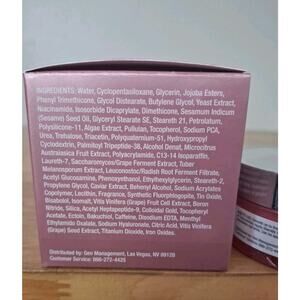 INGREDIENTS: Water, Cyclopentasiloxane, Glycerin, Jojoba Esters,
Phenyl Trimethicone, Glycol Distearate, Butylene Glycol, Yeast Extract,
Niacinamide, Isosorbide Dicaprylate, Dimethicone, Sesamum Indicum
(Sesame) Seed Oil, Glyceryl Stearate SE, Steareth 21, Petrolatum,
Polysilicone-11, Algae Extract, Pullulan, Tocopherol, Sodium PCA,
Urea, Trehalose, Triacetin, Polyquaternium-51, Hydroxypropyl
Cyclodextrin, Palmitoyl Tripeptide-38, Alcohol Denat, Microcitrus
Australasica Fruit Extract, Polyacrylamide, C13-14 Isoparaffin,
Laureth-7, Saccharomyces/Grape Ferment Extract, Tuber
Melanosporum Extract, Leuconostoc/Radish Root Ferment Filtrate,
Acetyl Glucosamine, Phenoxyethanol, Ethylhexylglycerin, Steareth-2,
Propylene Glycol, Caviar Extract, Behenyl Alcohol, Sodium Acrylates
Copolymer, Lecithin, Fragrance, Synthetic Fluorphlogopite, Tin Oxide,
Bisabolol, Isomalt, Vitis Vinifera (Grape) Fruit Cell Extract, Boron
Nitride, Silica, Acetyl Heptapeptide-9, Colloidal Gold, Tocopheryl
Acetate, Ectoin, Bakuchiol, Caffeine, Disodium EDTA, Menthyl
Ethylamido Oxalate, Sodium Hyaluronate, Citric Acid, Vitis Vinifera
(Grape) Seed Extract, Titanium Dioxide, Iron Oxides.
Distributed by: Gen Management, Las Vegas, NV 89120
Customer Service: 866-272-4425